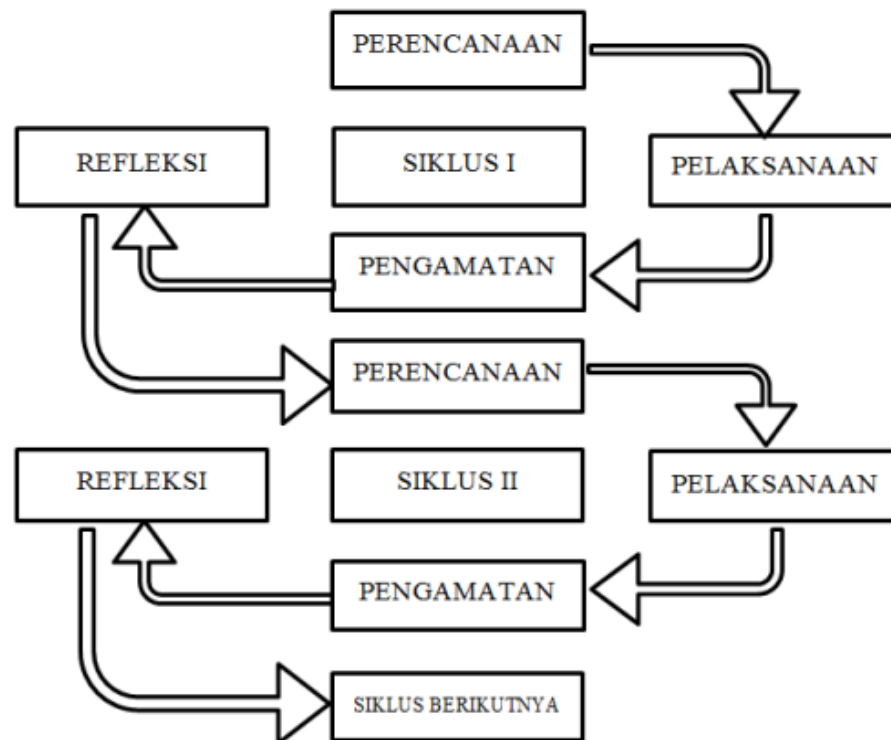 PERENCANAAN
REFLEKSI
SIKLUS I
PELAKSANAAN
PENGAMATAN
PERENCANAAN
REFLEKSI
SIKLUS II
PELAKSANAAN
PENGAMATAN
SIKLUS BERIKUTNYA